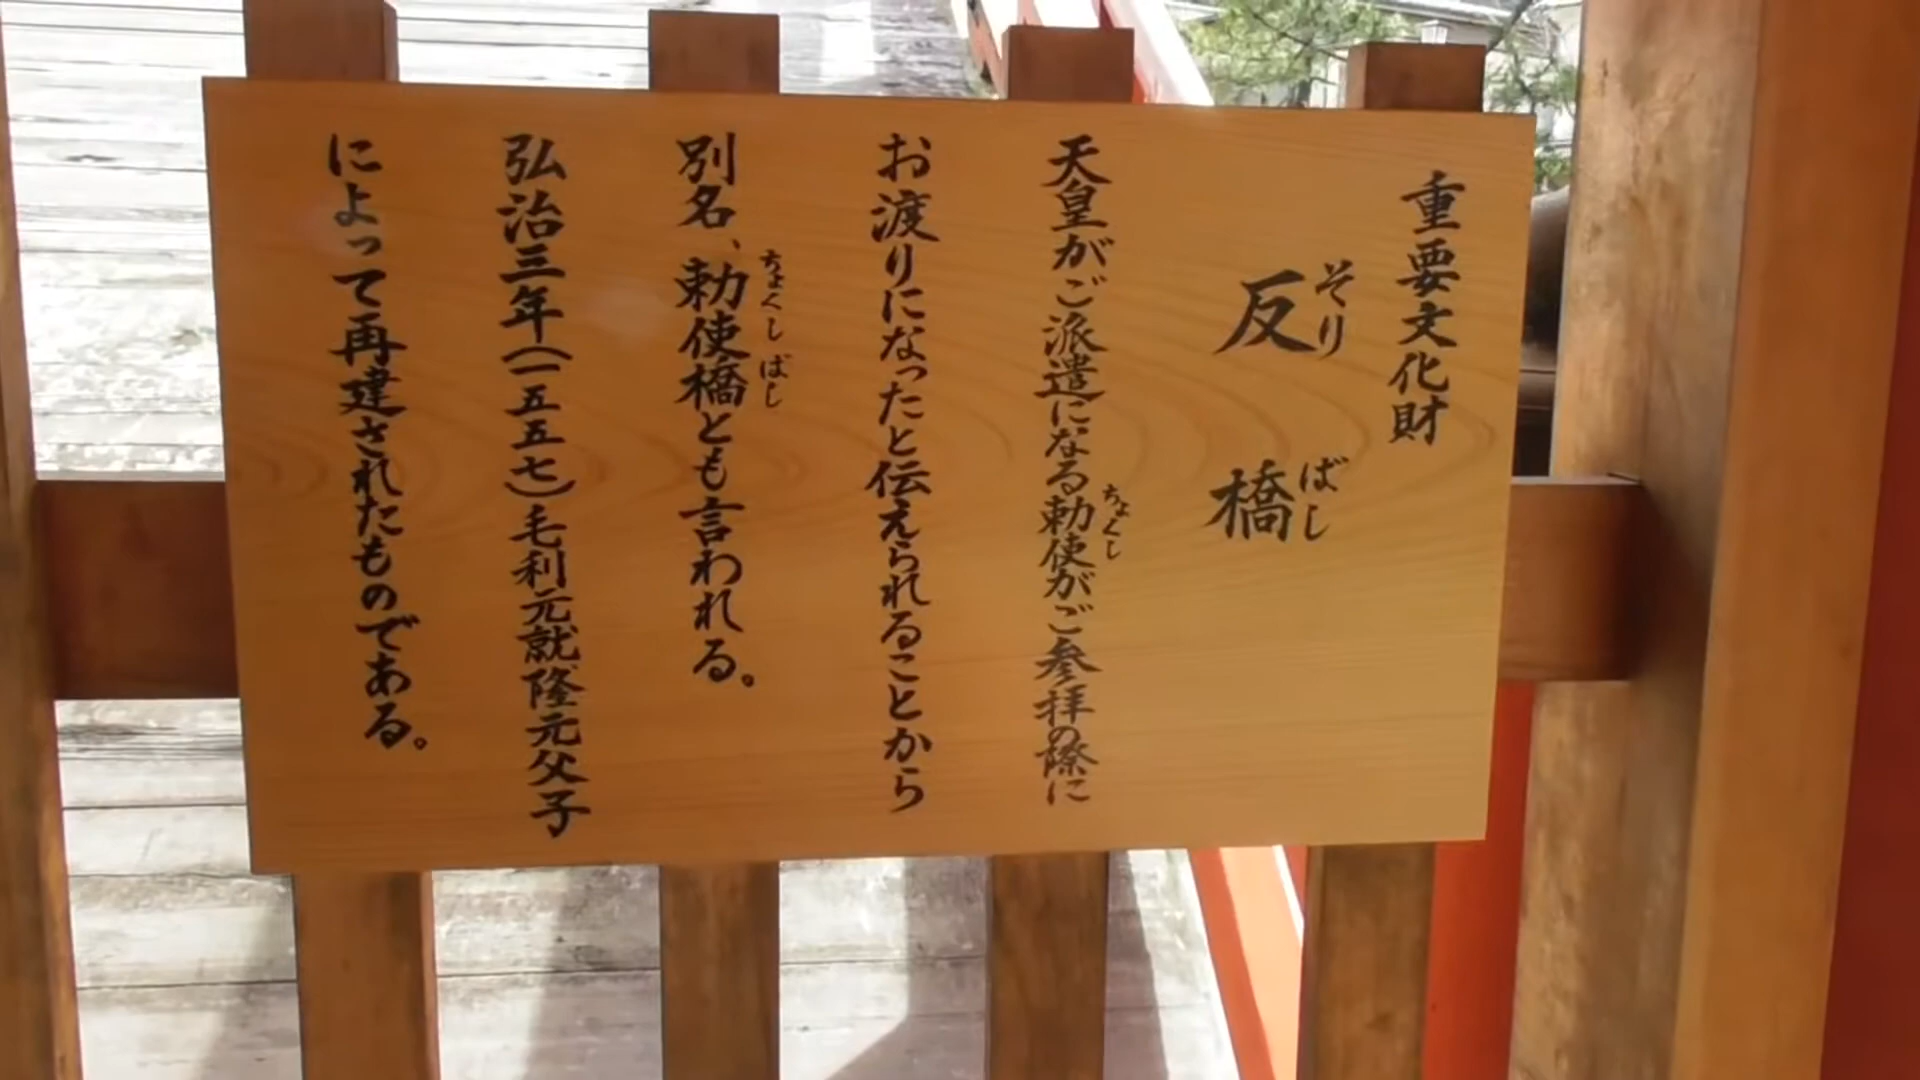 重要文化財
反橋
そりばし
天皇がご派遣になる勅使がご参拝の際に
ちょくし
お渡りになったと伝えられることから
別名、勅使橋とも言われる。
ちょくしばし
弘治三年(一五五七)毛利元就隆元父子
によって再建されたものである。